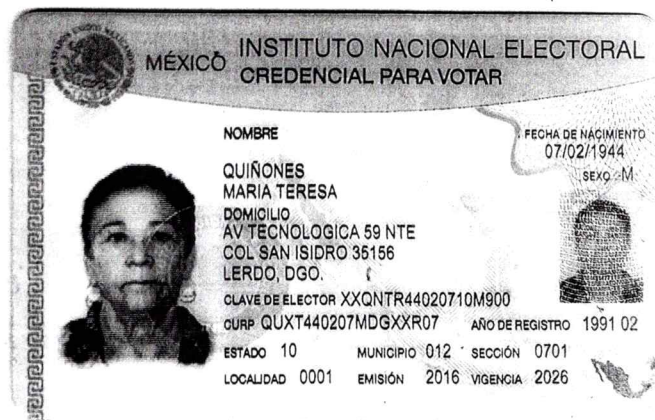 MÉXICO INSTITUTO NACIONAL ELECTORAL
CREDENCIAL PARA VOTAR
NOMBRE
QUIÑONES
MARIA TERESA
FECHA DE NACIMIENTO
07/02/1944
SEXO M
DOMICILIO
AV TECNOLOGICA 59 NTE
COL SAN ISIDRO 35156
LERDO, DGO.
CLAVE DE ELECTOR XXQNTR44020710M900
CURP QUXT440207MDGXXR07 AÑO DE REGISTRO 1991 02
ESTADO 10 MUNICIPIO 012 SECCIÓN 0701
LOCALIDAD 0001 EMISIÓN 2016 VIGENCIA 2026